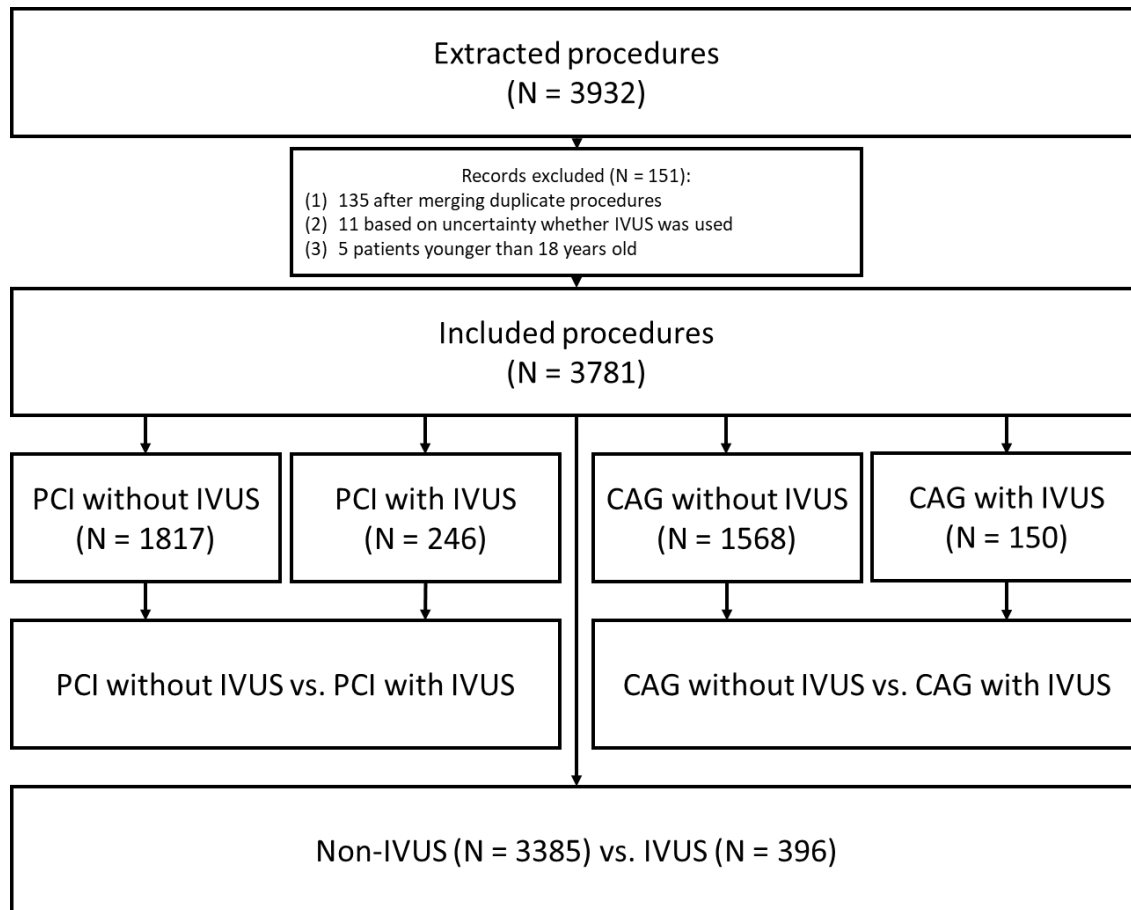 Extracted procedures
(N = 3932)
Records excluded (N = 151):
(1) 135 after merging duplicate procedures
(2) 11 based on uncertainty whether IVUS was used
(3) 5 patients younger than 18 years old
Included procedures
(N = 3781)
PCI without IVUS
(N = 1817)
PCI with IVUS
(N = 246)
CAG without IVUS
(N = 1568)
CAG with IVUS
(N = 150)
PCI without IVUS vs. PCI with IVUS
CAG without IVUS vs. CAG with IVUS
Non-IVUS (N = 3385) vs. IVUS (N = 396)